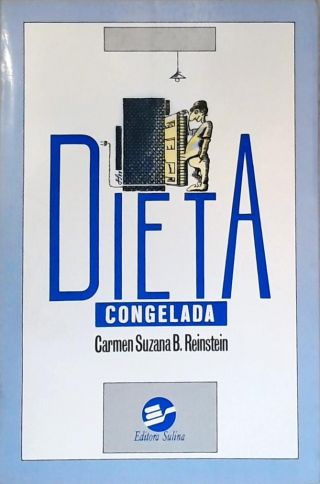 DIETA
CONGELADA
Carmen Suzana B. Reinstein
Editora Sulina